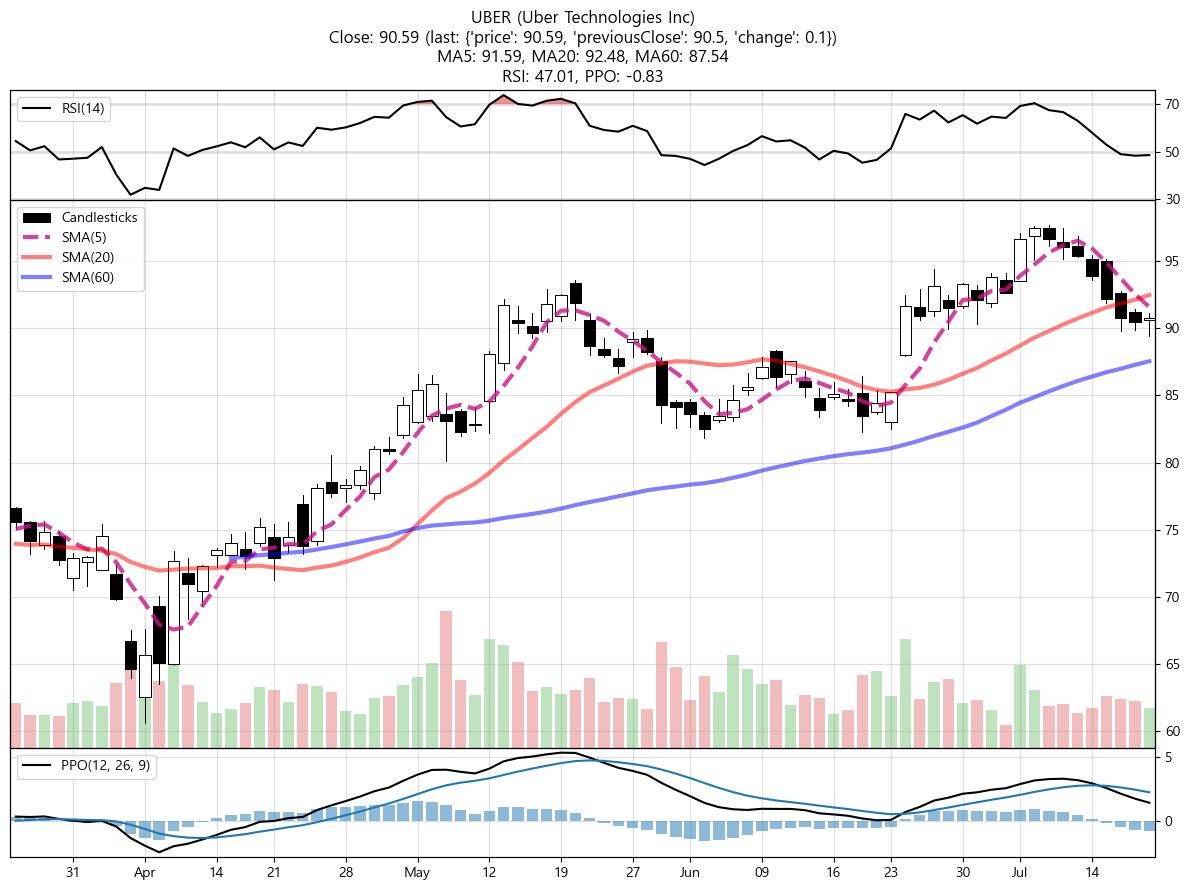 UBER (Uber Technologies Inc)
Close: 90.59 (last: {'price': 90.59, 'previousClose': 90.5, 'change': 0.1})
MA5: 91.59, MA20: 92.48, MA60: 87.54
RSI: 47.01, PPO: -0.83
RSI(14)
70
50
30
Candlesticks
SMA(5)
SMA(20)
SMA(60)
95
90
85
80
75
70
65
60
PPO(12, 26, 9)
5
0
31 Apr 14 21 28 May 12 19 27 Jun 09 16 23 30 Jul 14